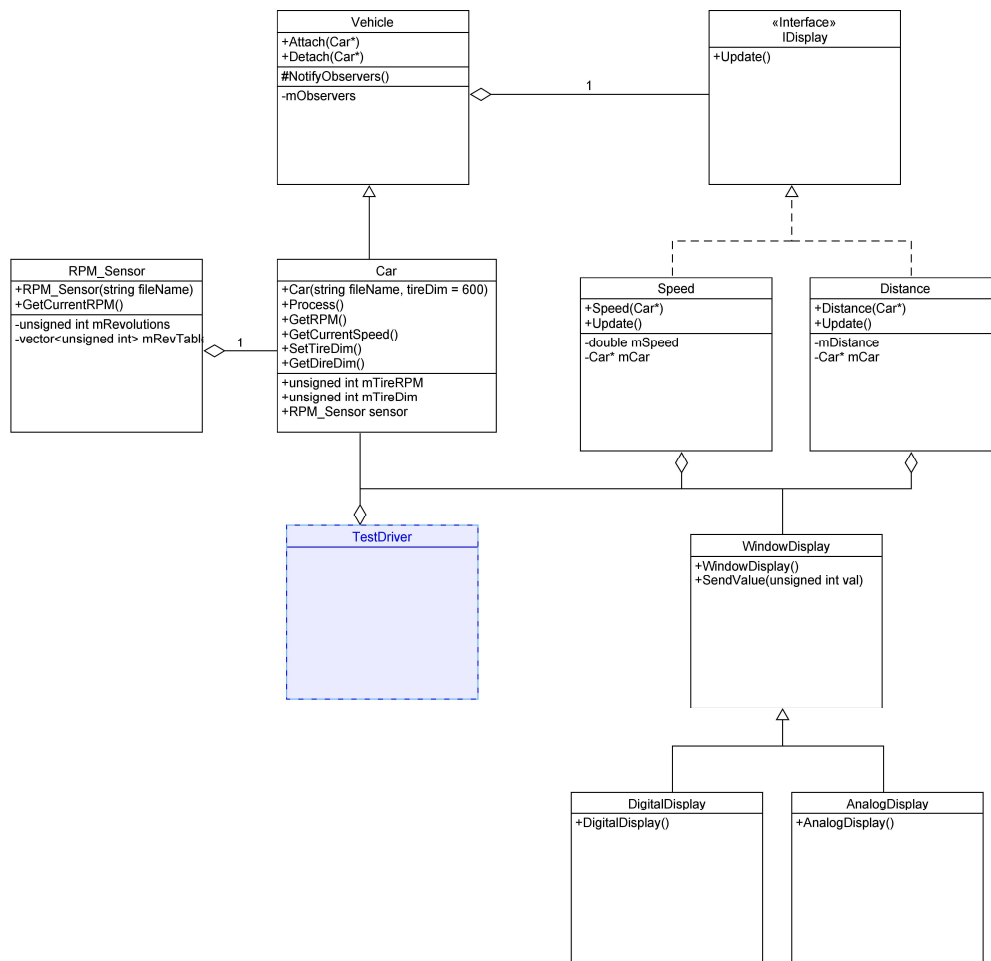 Vehicle
+Attach(Car*)
+Detach(Car*)
#NotifyObservers()
-mObservers
1
«Interface»
IDisplay
+Update()
RPM_Sensor
+RPM_Sensor(string fileName)
+GetCurrentRPM()
-unsigned int mRevolutions
-vector<unsigned int> mRevTabl
1
Car
+Car(string fileName, tireDim = 600)
+Process()
+GetRPM()
+GetCurrentSpeed()
+SetTireDim()
+GetDireDim()
+unsigned int mTireRPM
+unsigned int mTireDim
+RPM_Sensor sensor
Speed
+Speed(Car*)
+Update()
-double mSpeed
-Car* mCar
Distance
+Distance(Car*)
+Update()
-mDistance
-Car* mCar
TestDriver
WindowDisplay
+WindowDisplay()
+SendValue(unsigned int val)
DigitalDisplay
+DigitalDisplay()
AnalogDisplay
+AnalogDisplay()